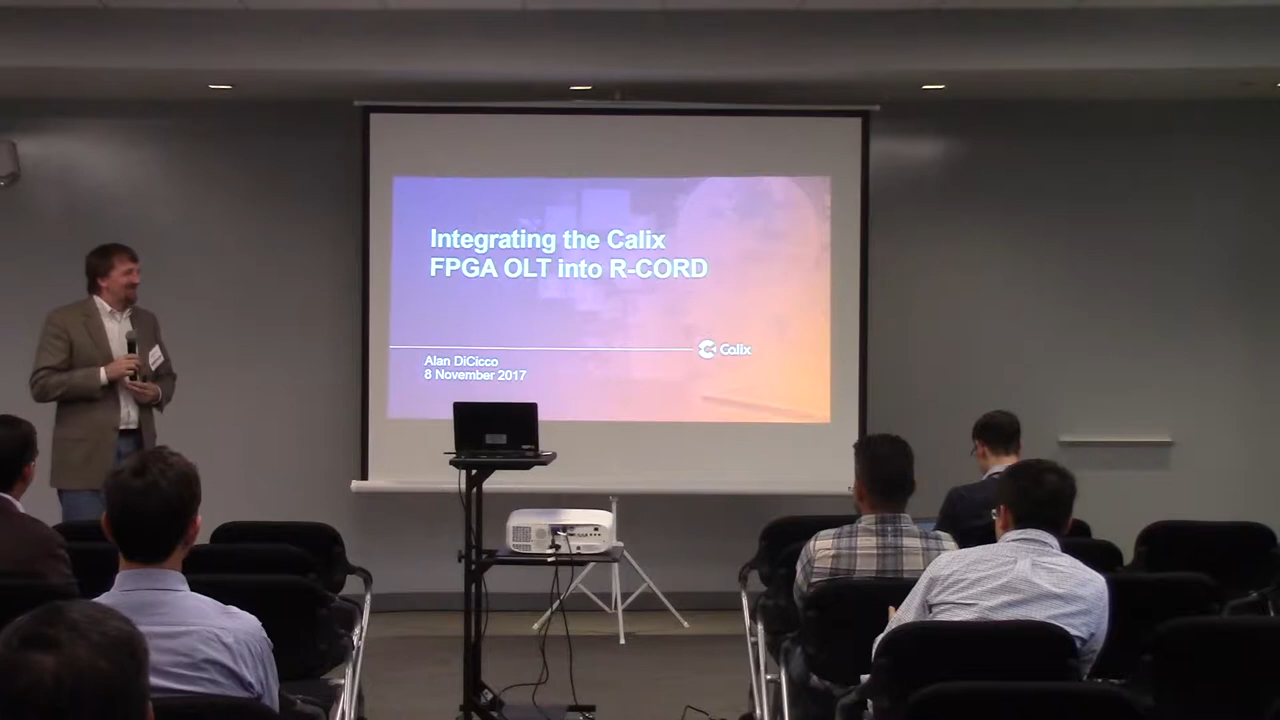 Integrating the Calix
FPGA OLT into R-CORD
Calix
Alan DiCicco
8 November 2017